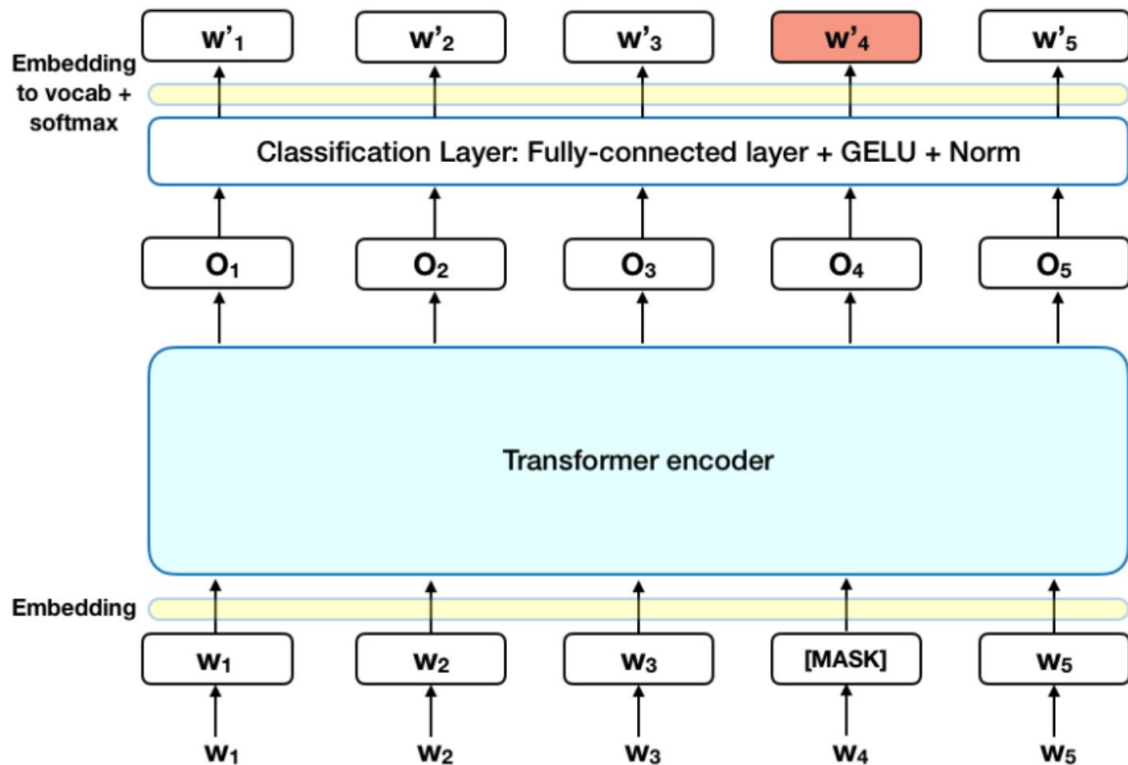 w’₁ w’₂ w’₃ w’₄ w’₅
Embedding
to vocab +
softmax
Classification Layer: Fully-connected layer + GELU + Norm
O₁ O₂ O₃ O₄ O₅
Transformer encoder
Embedding
w₁ w₂ w₃ [MASK] w₅
w₁ w₂ w₃ w₄ w₅